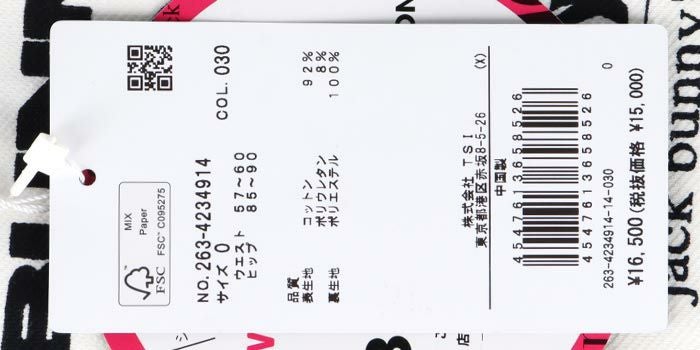 COL. 030
MIX
Paper
FSC™ C095275
FSC
NO. 263-4234914
サイズ 0
ウエスト 57~60
ヒップ 85~90
品質
表生地 コットン 92%
ポリウレタン 8%
裏生地 ポリエステル 100%
(X)
株式会社 TSI
東京都港区赤坂8-5-26
中国製
4547613658526
4547613658526
0
263-4234914-14-030
¥16,500(税抜価格 ¥15,000)
jack bunny